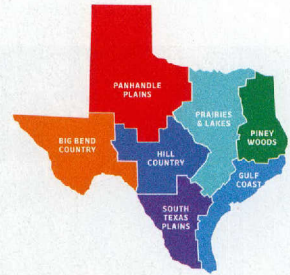 PANHANDLE
PLAINS
PRAIRIES
& LAKES
PINEY
WOODS
BIG BEND
COUNTRY
HILL
COUNTRY
GULF
COAST
SOUTH
TEXAS
PLAINS